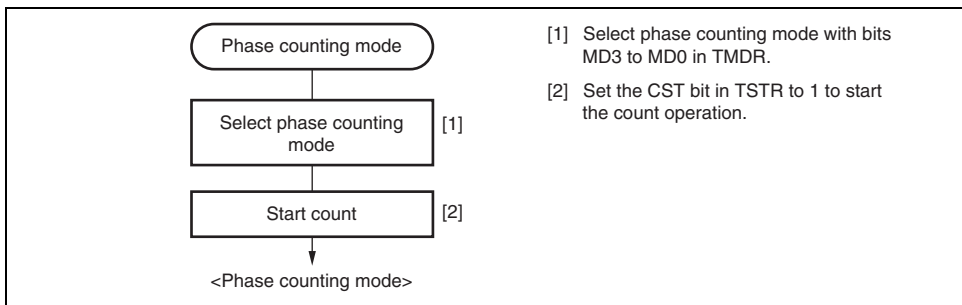 Phase counting mode
Select phase counting
mode
[1]
Start count
[2]
<Phase counting mode>
[1] Select phase counting mode with bits
MD3 to MD0 in TMDR.
[2] Set the CST bit in TSTR to 1 to start
the count operation.